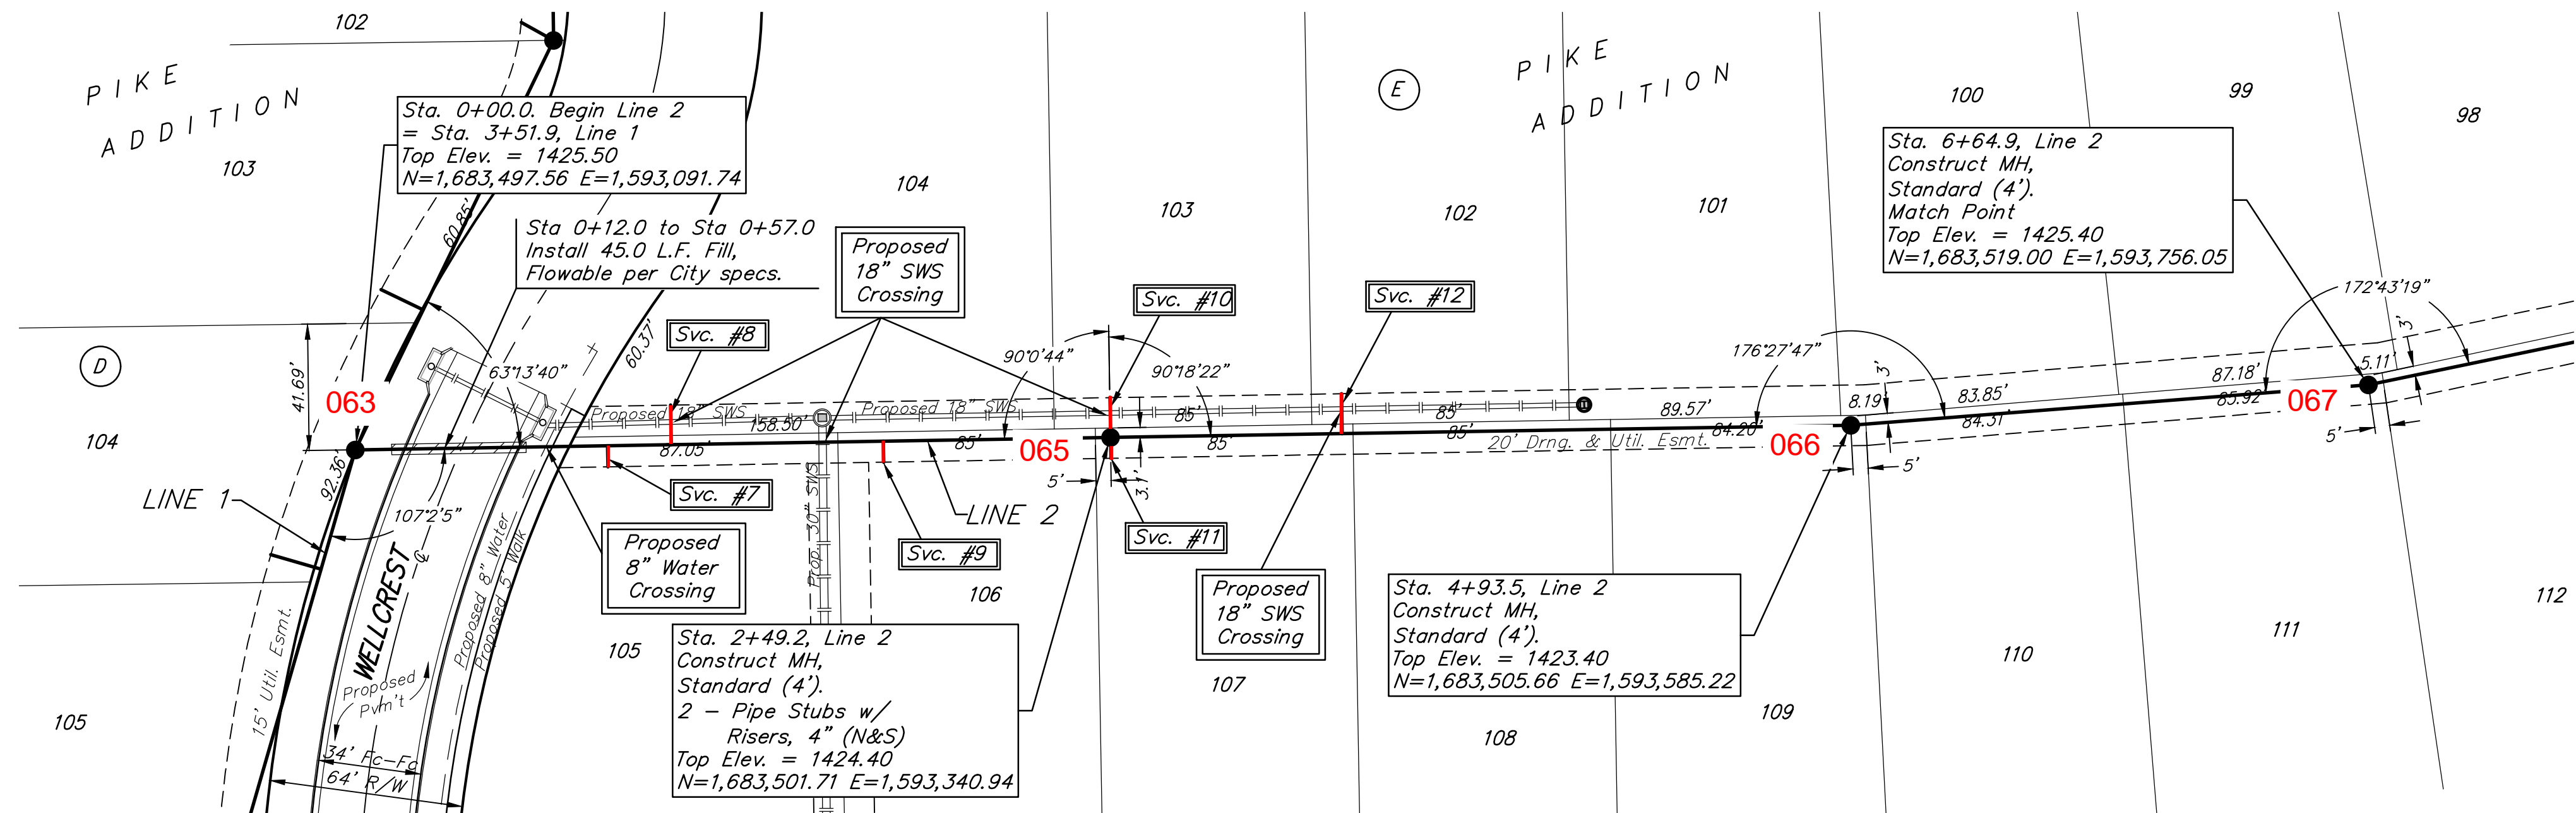 102
PIKE
ADDITION
103
Sta. 0+00.0. Begin Line 2
= Sta. 3+51.9, Line 1
Top Elev. = 1425.50
N=1,683,497.56 E=1,593,091.74
60.85'
Sta 0+12.0 to Sta 0+57.0
Install 45.0 L.F. Fill,
Flowable per City specs.
Proposed
18" SWS
Crossing
104
103
E
102
PIKE
ADDITION
101
100
99
98
Sta. 6+64.9, Line 2
Construct MH,
Standard (4').
Match Point
Top Elev. = 1425.40
N=1,683,519.00 E=1,593,756.05
172°43'19"
Svc. #8
Svc. #10
Svc. #12
60.37'
63°13'40"
90°0'44"
90°18'22"
176°27'47"
3'
3'
D
41.69'
063
104
Proposed 18" SWS
158.50'
Proposed 18" SWS
85'
85'
89.57'
8.19'
83.85'
87.18'
5.11'
87.05'
85'
065
85'
85'
84.20'
066
84.31'
85.92'
067
20' Drng. & Util. Esmt.
5'
3.1'
5'
5'
92.36'
LINE 1
107°2'5"
Svc. #7
Prop. 30" SWS
LINE 2
Svc. #9
Svc. #11
Proposed
8" Water
Crossing
WELLCREST
℄
Proposed 8" Water
Proposed 5' Walk
Proposed
Pvm't
15' Util. Esmt.
34' Fc-Fc
64' R/W
105
105
106
Sta. 2+49.2, Line 2
Construct MH,
Standard (4').
2 - Pipe Stubs w/
Risers, 4" (N&S)
Top Elev. = 1424.40
N=1,683,501.71 E=1,593,340.94
Proposed
18" SWS
Crossing
107
Sta. 4+93.5, Line 2
Construct MH,
Standard (4').
Top Elev. = 1423.40
N=1,683,505.66 E=1,593,585.22
108
109
110
111
112